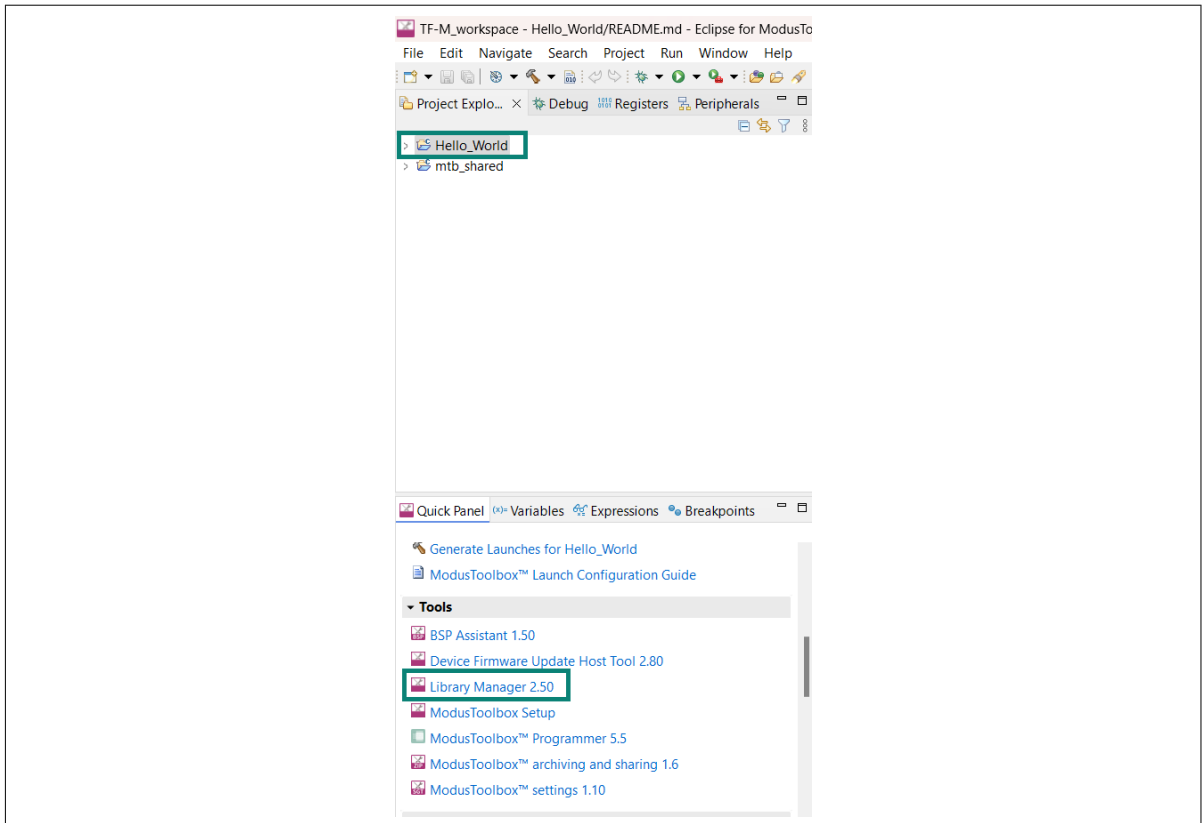 TF-M_workspace - Hello_World/README.md - Eclipse for ModusTo
File Edit Navigate Search Project Run Window Help
Project Explo... Debug Registers Peripherals
Hello_World
mtb_shared
Quick Panel Variables Expressions Breakpoints
Generate Launches for Hello_World
ModusToolbox™ Launch Configuration Guide
Tools
BSP Assistant 1.50
Device Firmware Update Host Tool 2.80
Library Manager 2.50
ModusToolbox Setup
ModusToolbox™ Programmer 5.5
ModusToolbox™ archiving and sharing 1.6
ModusToolbox™ settings 1.10